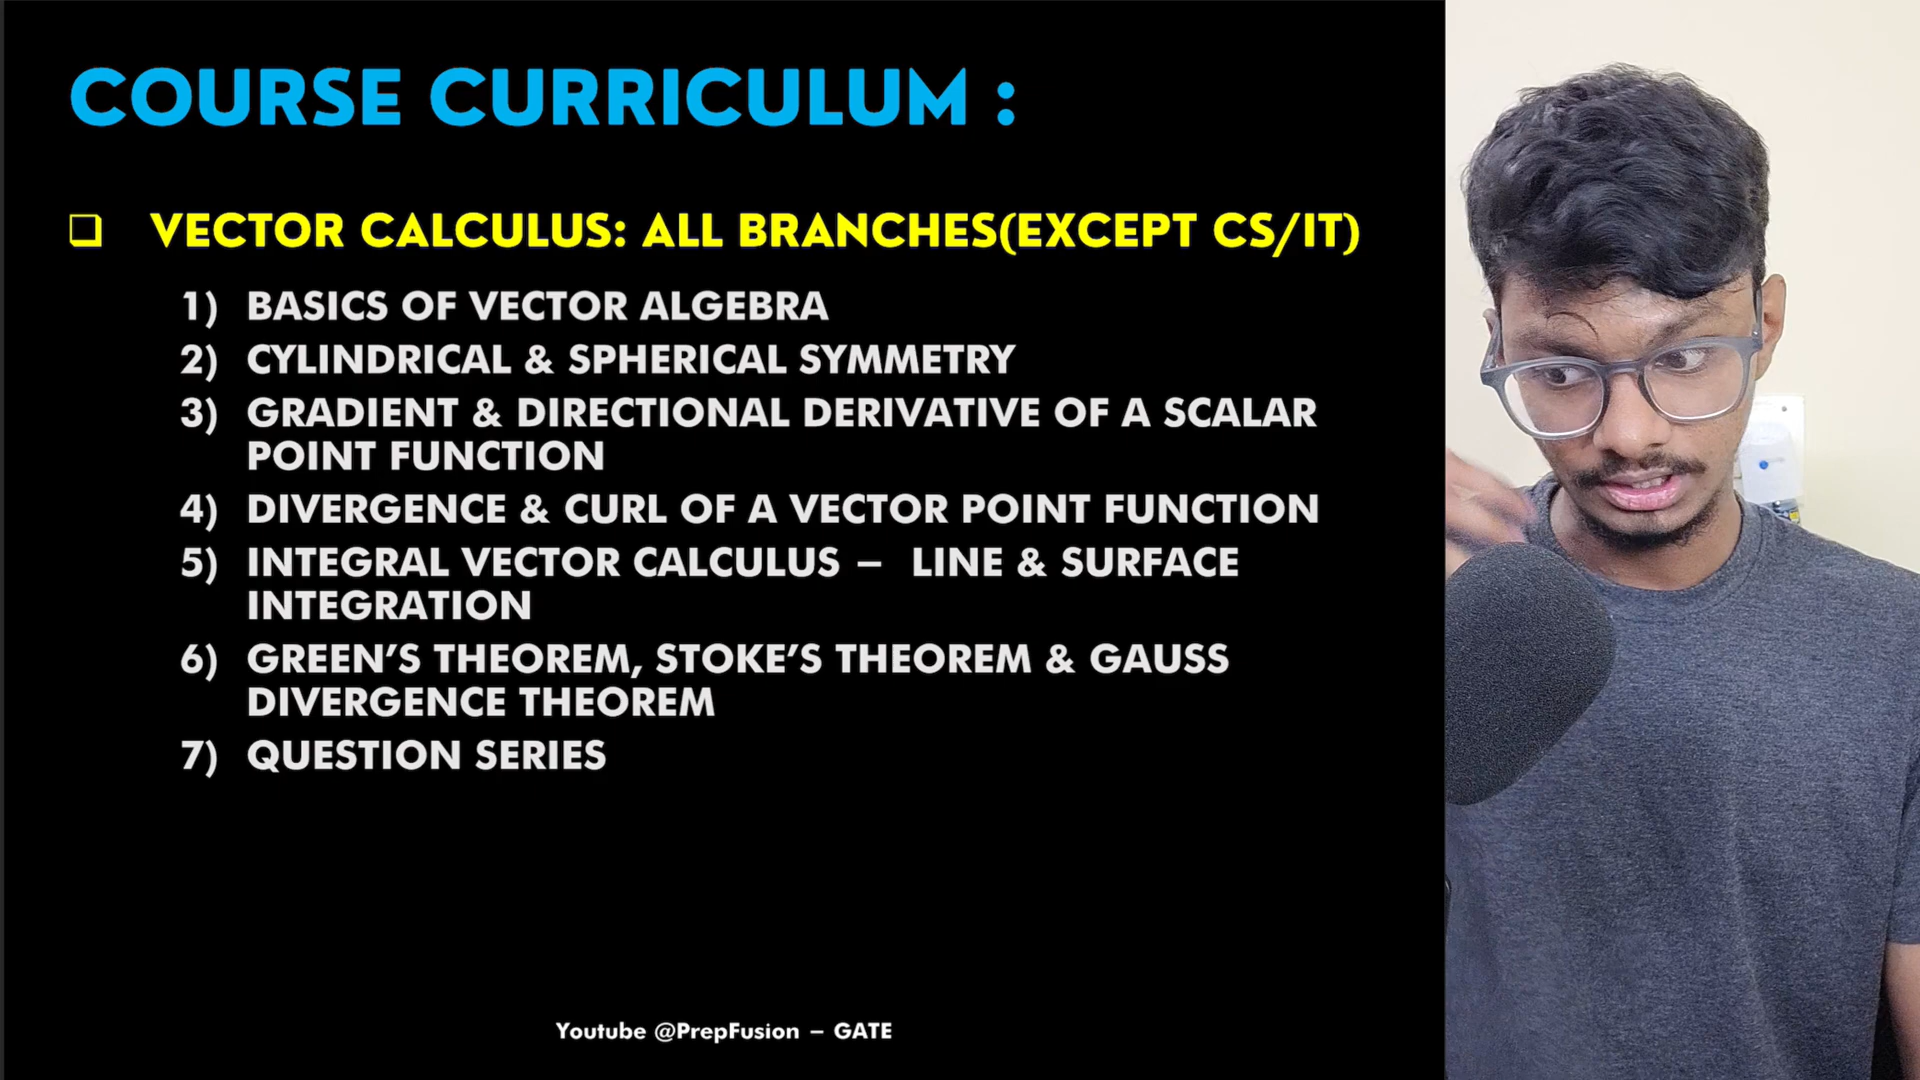 COURSE CURRICULUM :
VECTOR CALCULUS: ALL BRANCHES(EXCEPT CS/IT)
1) BASICS OF VECTOR ALGEBRA
2) CYLINDRICAL & SPHERICAL SYMMETRY
3) GRADIENT & DIRECTIONAL DERIVATIVE OF A SCALAR
POINT FUNCTION
4) DIVERGENCE & CURL OF A VECTOR POINT FUNCTION
5) INTEGRAL VECTOR CALCULUS – LINE & SURFACE
INTEGRATION
6) GREEN’S THEOREM, STOKE’S THEOREM & GAUSS
DIVERGENCE THEOREM
7) QUESTION SERIES
Youtube @PrepFusion – GATE